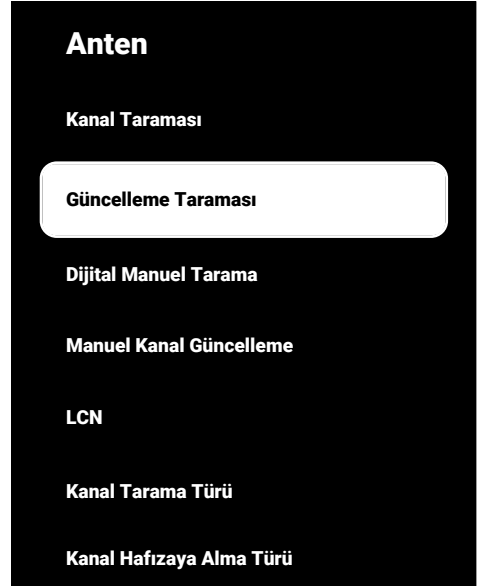 Anten
Kanal Taraması
Güncelleme Taraması
Dijital Manuel Tarama
Manuel Kanal Güncelleme
LCN
Kanal Tarama Türü
Kanal Hafızaya Alma Türü